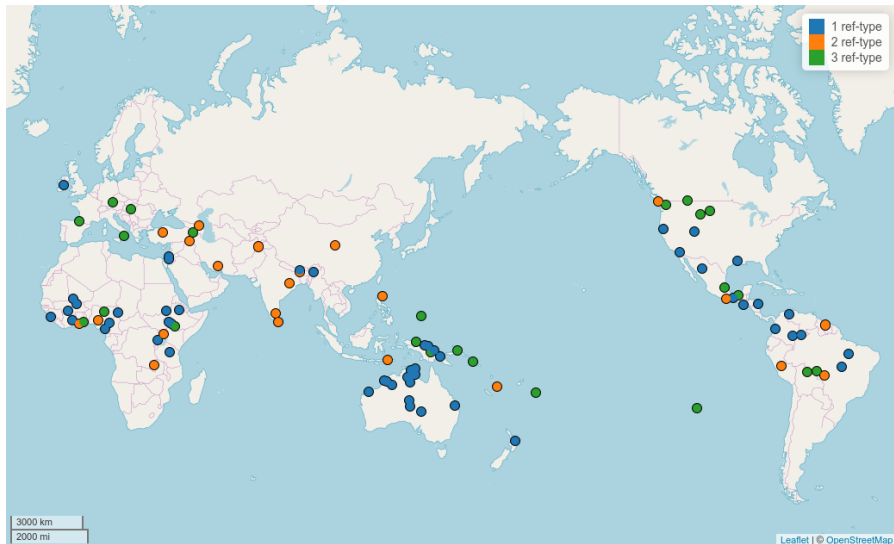 1 ref-type
2 ref-type
3 ref-type
3000 km
2000 mi
Leaflet | © OpenStreetMap